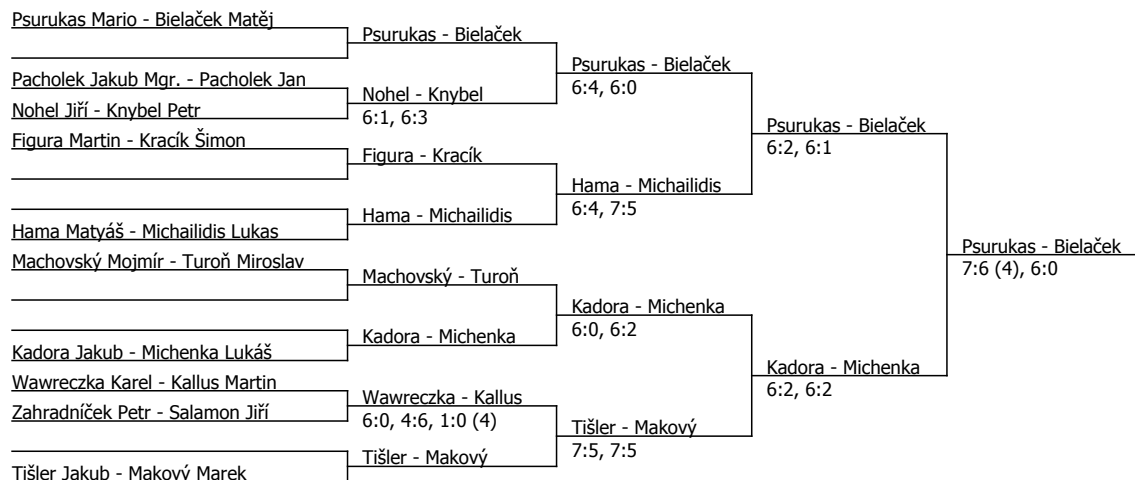 Psurukas Mario - Bielaček Matěj
Psurukas - Bielaček
Psurukas - Bielaček
6:4, 6:0
Pacholek Jakub Mgr. - Pacholek Jan
Nohel - Knybel
6:1, 6:3
Nohel Jiří - Knybel Petr
Psurukas - Bielaček
6:2, 6:1
Figura Martin - Kracík Šimon
Figura - Kracík
Hama - Michailidis
6:4, 7:5
Hama - Michailidis
Hama Matyáš - Michailidis Lukas
Psurukas - Bielaček
7:6 (4), 6:0
Machovský Mojmír - Turoň Miroslav
Machovský - Turoň
Kadora - Michenka
6:0, 6:2
Kadora - Michenka
Kadora Jakub - Michenka Lukáš
Kadora - Michenka
6:2, 6:2
Wawreczka Karel - Kallus Martin
Wawreczka - Kallus
6:0, 4:6, 1:0 (4)
Zahradníček Petr - Salamon Jiří
Tišler - Makový
7:5, 7:5
Tišler - Makový
Tišler Jakub - Makový Marek